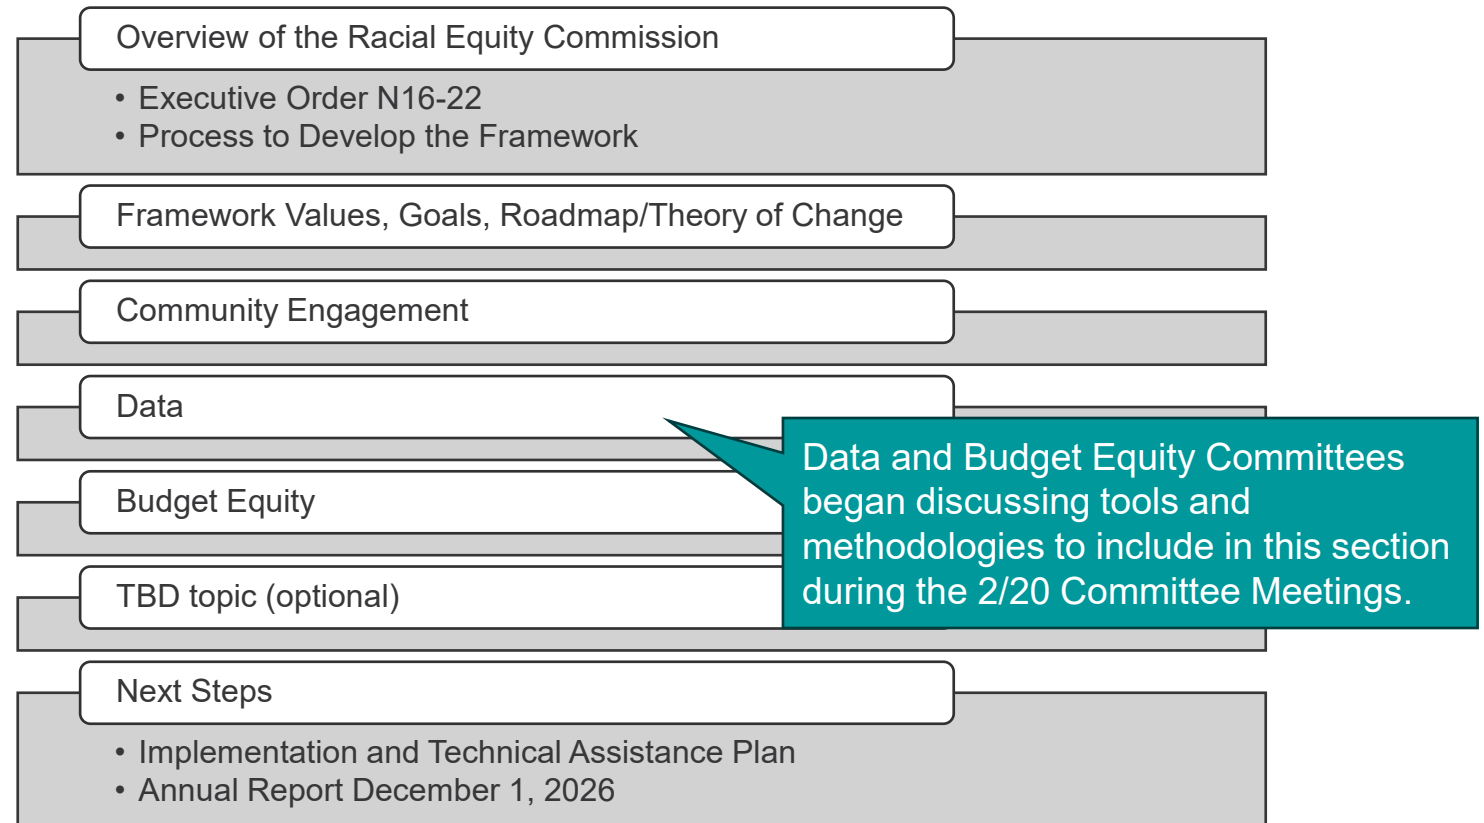 Overview of the Racial Equity Commission
• Executive Order N16-22
• Process to Develop the Framework
Framework Values, Goals, Roadmap/Theory of Change
Community Engagement
Data
Budget Equity
TBD topic (optional)
Data and Budget Equity Committees
began discussing tools and
methodologies to include in this section
during the 2/20 Committee Meetings.
Next Steps
• Implementation and Technical Assistance Plan
• Annual Report December 1, 2026